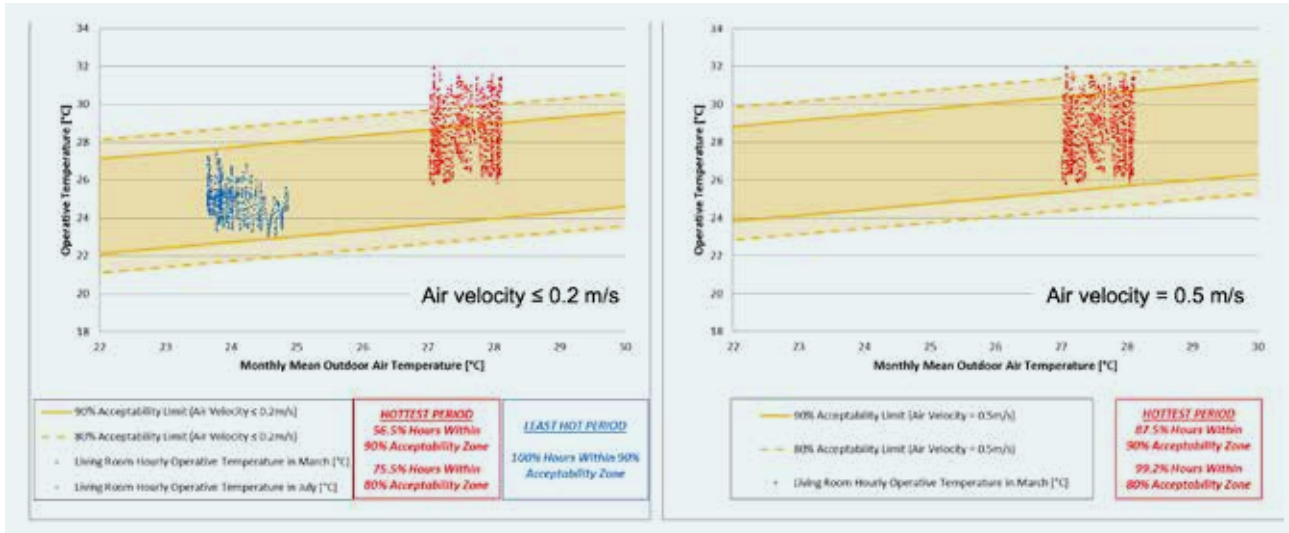 34
32
30
28
26
24
22
20
18
Operative Temperature [°C]
Air velocity ≤ 0.2 m/s
22 23 24 25 26 27 28 29 30
Monthly Mean Outdoor Air Temperature [°C]
90% Acceptability Limit (Air Velocity ≤ 0.2m/s)
80% Acceptability Limit (Air Velocity ≤ 0.2m/s)
Living Room Hourly Operative Temperature in March [°C]
Living Room Hourly Operative Temperature in July [°C]
HOTTEST PERIOD
56.5% Hours Within
90% Acceptability Zone
75.5% Hours Within
80% Acceptability Zone
LEAST HOT PERIOD
100% Hours Within 90%
Acceptability Zone
34
32
30
28
26
24
22
20
18
Operative Temperature [°C]
Air velocity = 0.5 m/s
22 23 24 25 26 27 28 29 30
Monthly Mean Outdoor Air Temperature [°C]
90% Acceptability Limit (Air Velocity = 0.5m/s)
80% Acceptability Limit (Air Velocity = 0.5m/s)
Living Room Hourly Operative Temperature in March [°C]
HOTTEST PERIOD
87.5% Hours Within
90% Acceptability Zone
99.2% Hours Within
80% Acceptability Zone